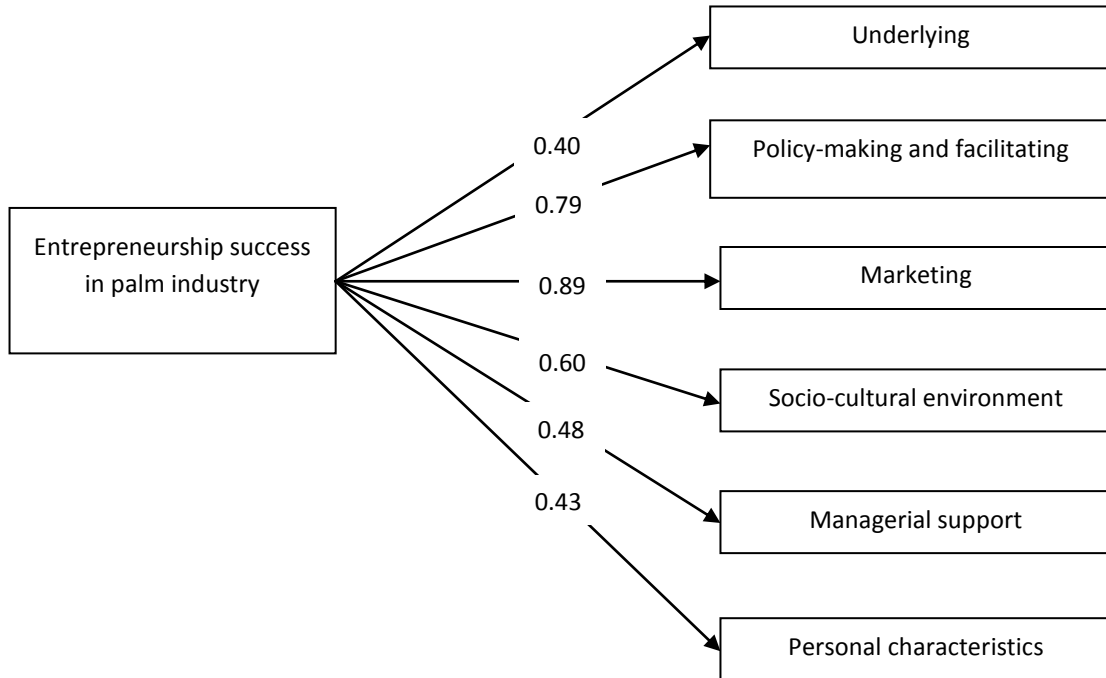 Underlying
0.40
Policy-making and facilitating
0.79
Entrepreneurship success
in palm industry
Marketing
0.89
0.60
Socio-cultural environment
0.48
Managerial support
0.43
Personal characteristics